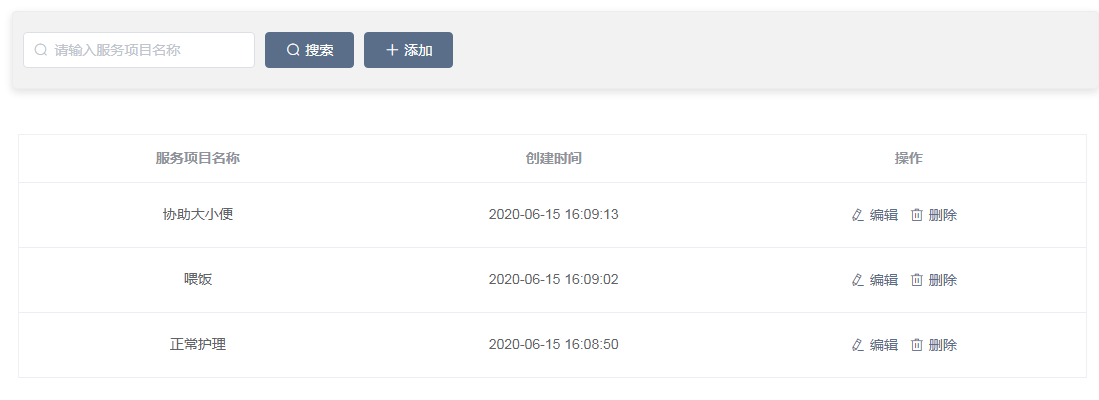 请输入服务项目名称 搜索 添加
服务项目名称 创建时间 操作
协助大小便 2020-06-15 16:09:13 编辑 删除
喂饭 2020-06-15 16:09:02 编辑 删除
正常护理 2020-06-15 16:08:50 编辑 删除